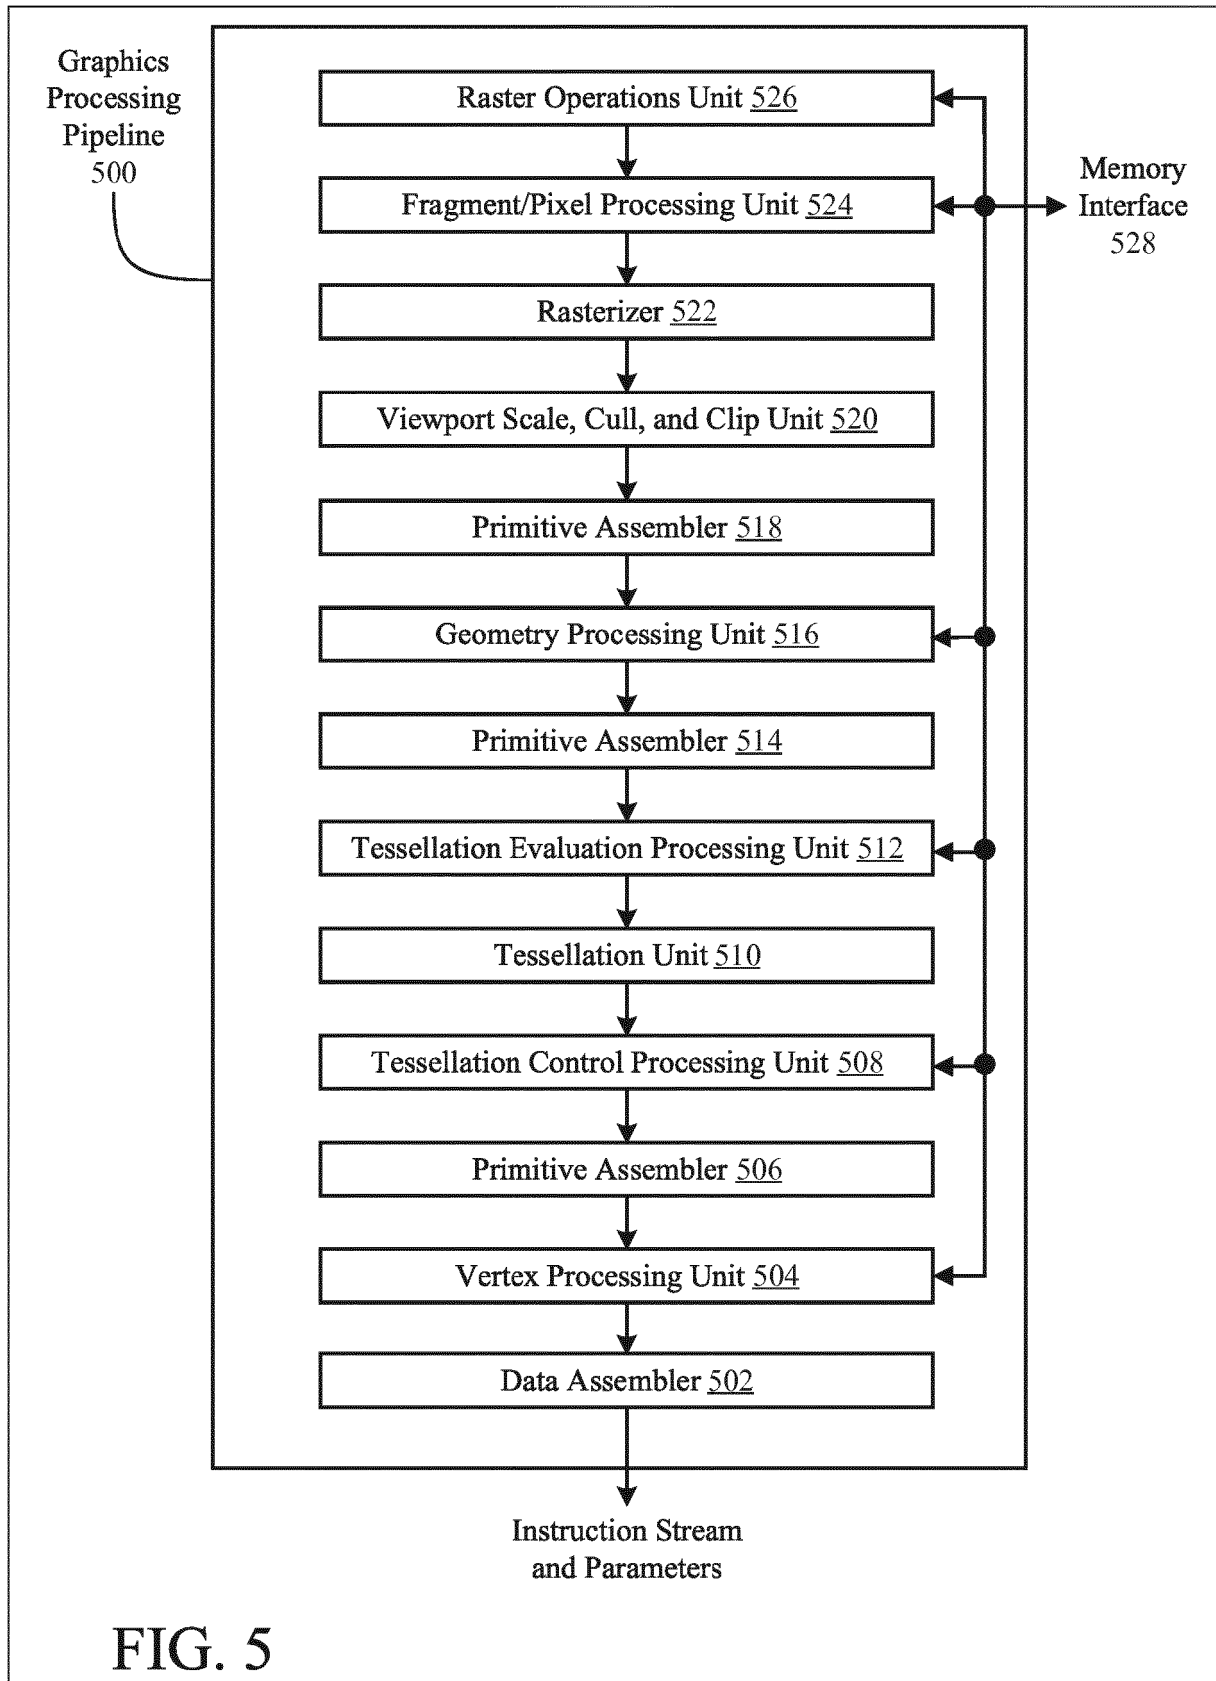 Graphics
Processing
Pipeline
500
Raster Operations Unit 526
Fragment/Pixel Processing Unit 524
Memory
Interface
528
Rasterizer 522
Viewport Scale, Cull, and Clip Unit 520
Primitive Assembler 518
Geometry Processing Unit 516
Primitive Assembler 514
Tessellation Evaluation Processing Unit 512
Tessellation Unit 510
Tessellation Control Processing Unit 508
Primitive Assembler 506
Vertex Processing Unit 504
Data Assembler 502
Instruction Stream
and Parameters
FIG. 5